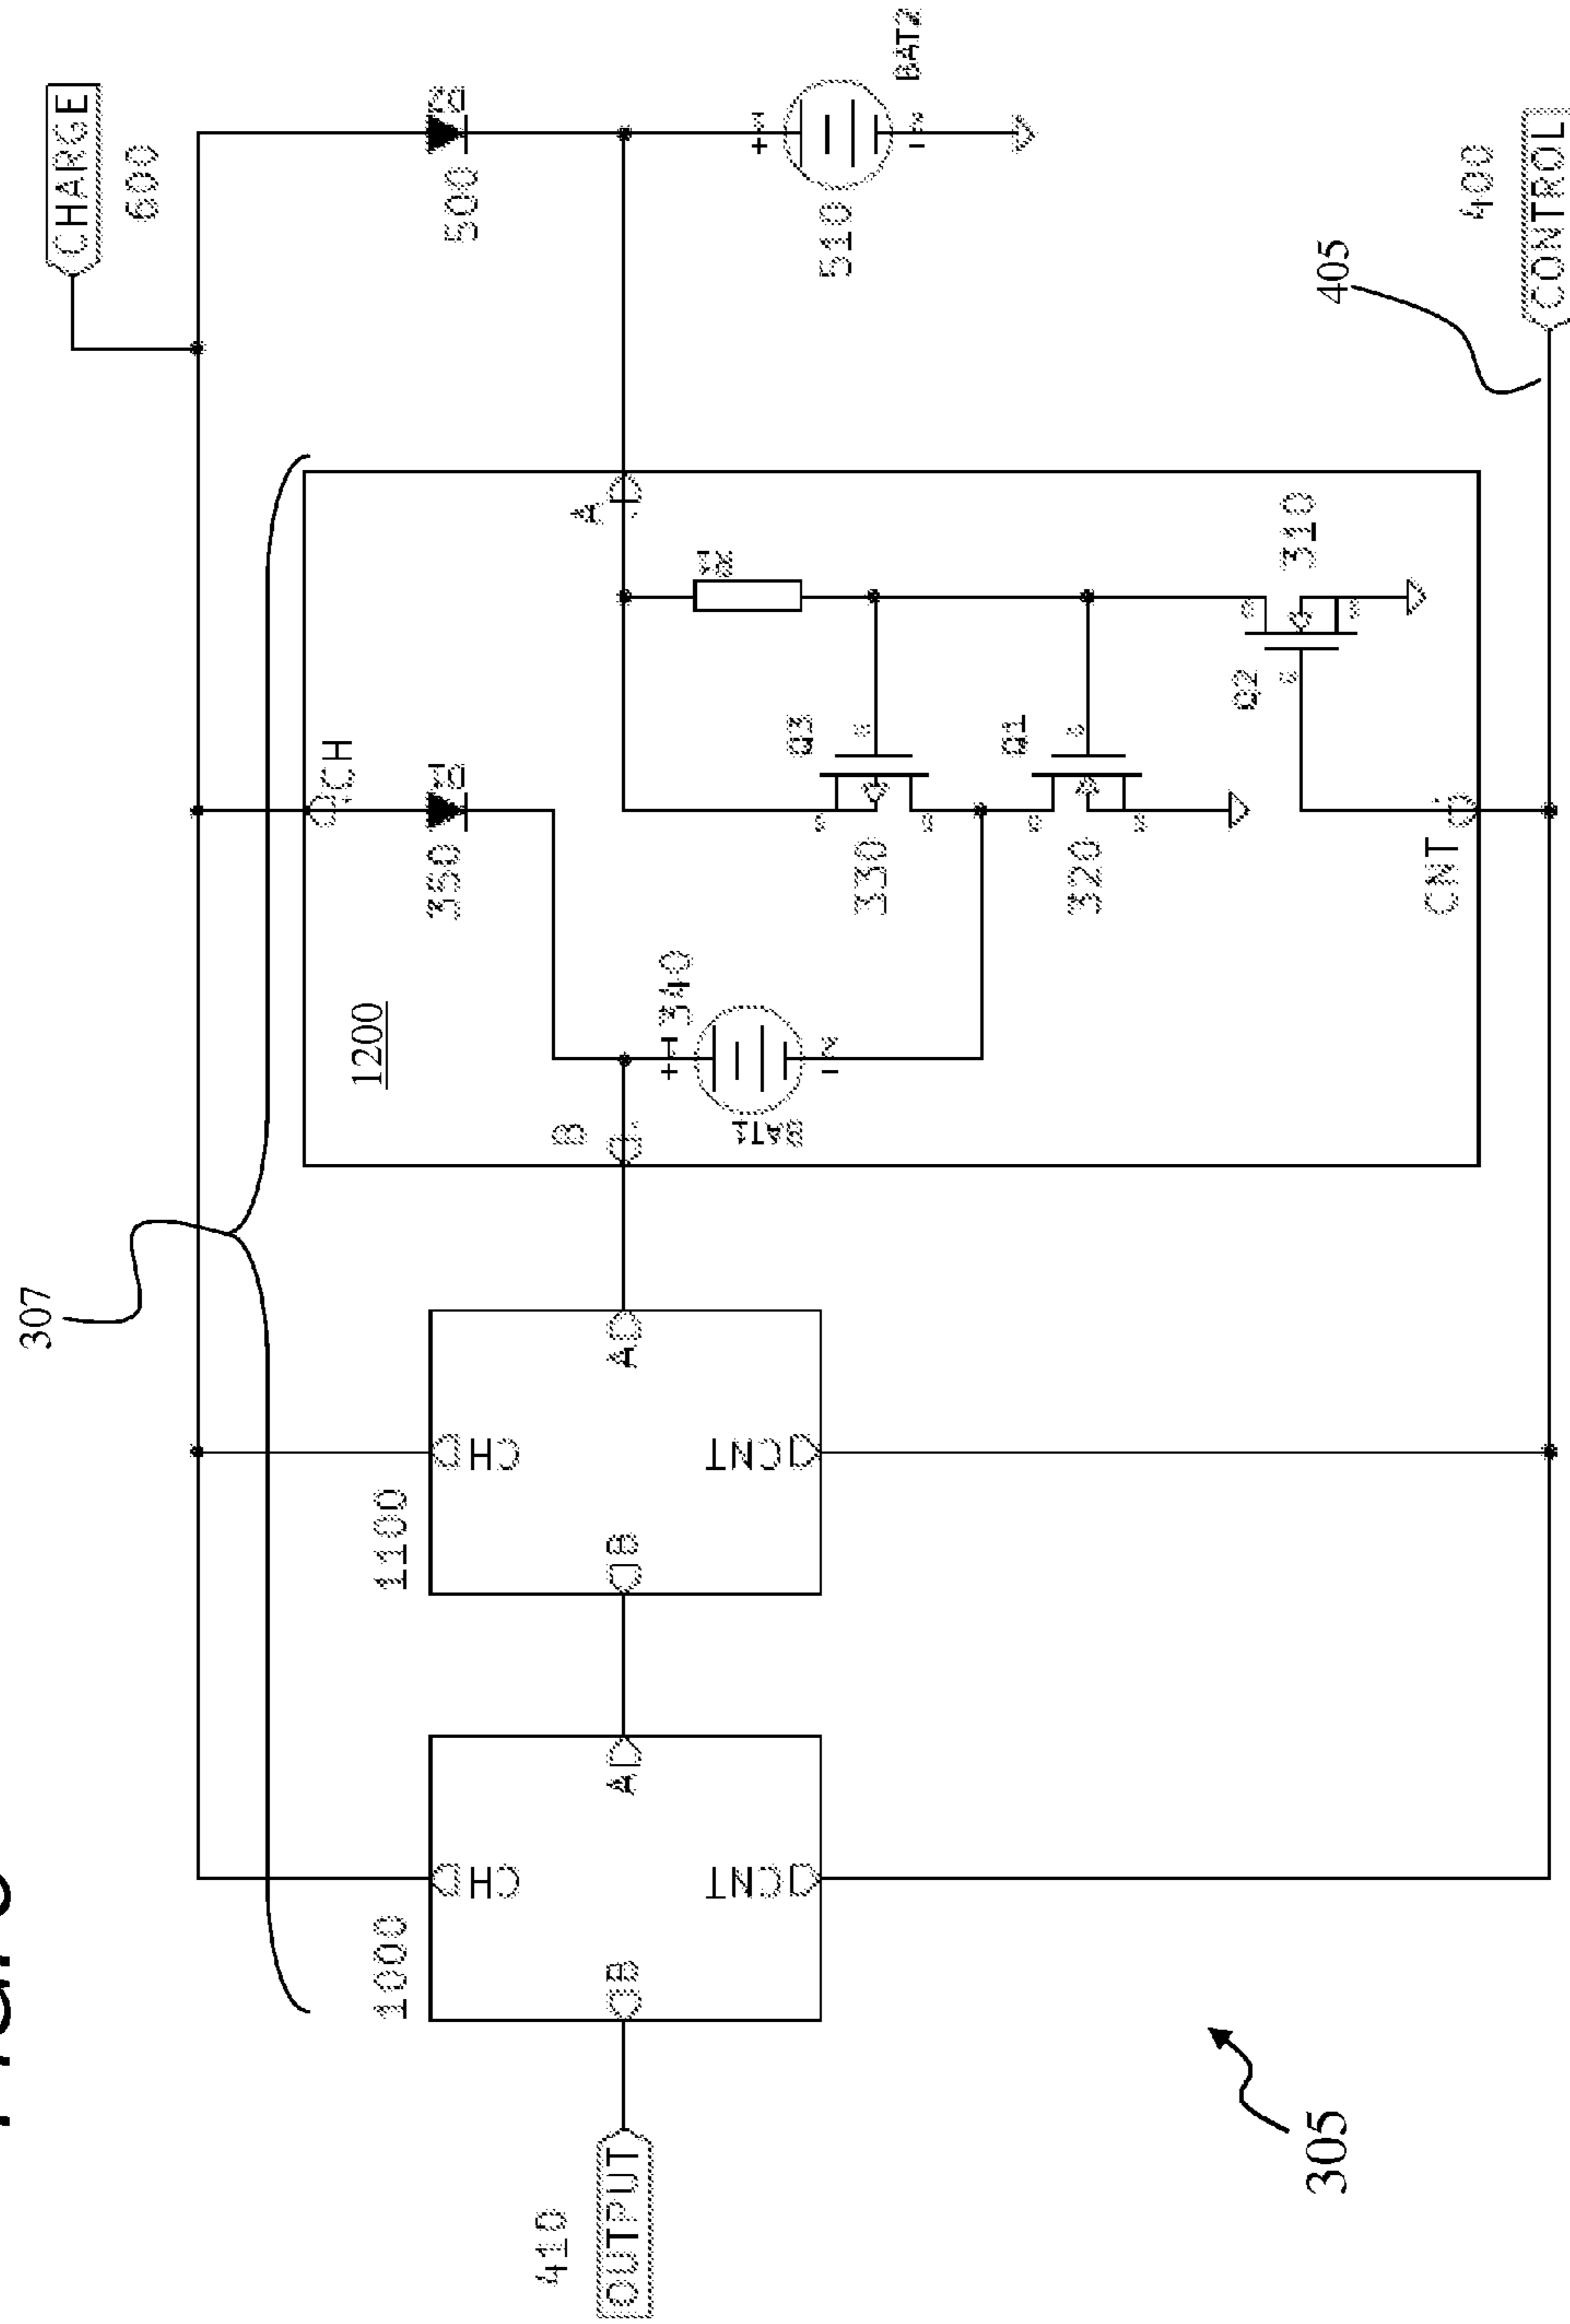 CHARGE
600
307
500
510
BAT2
1200
CH
350
340
BAT1
A
B
R1
Q3
330
Q1
320
Q2
310
G
G
G
CNT
1100
CH
A
B
CNT
1000
CH
A
B
CNT
410
OUTPUT
405
400
CONTROL
305